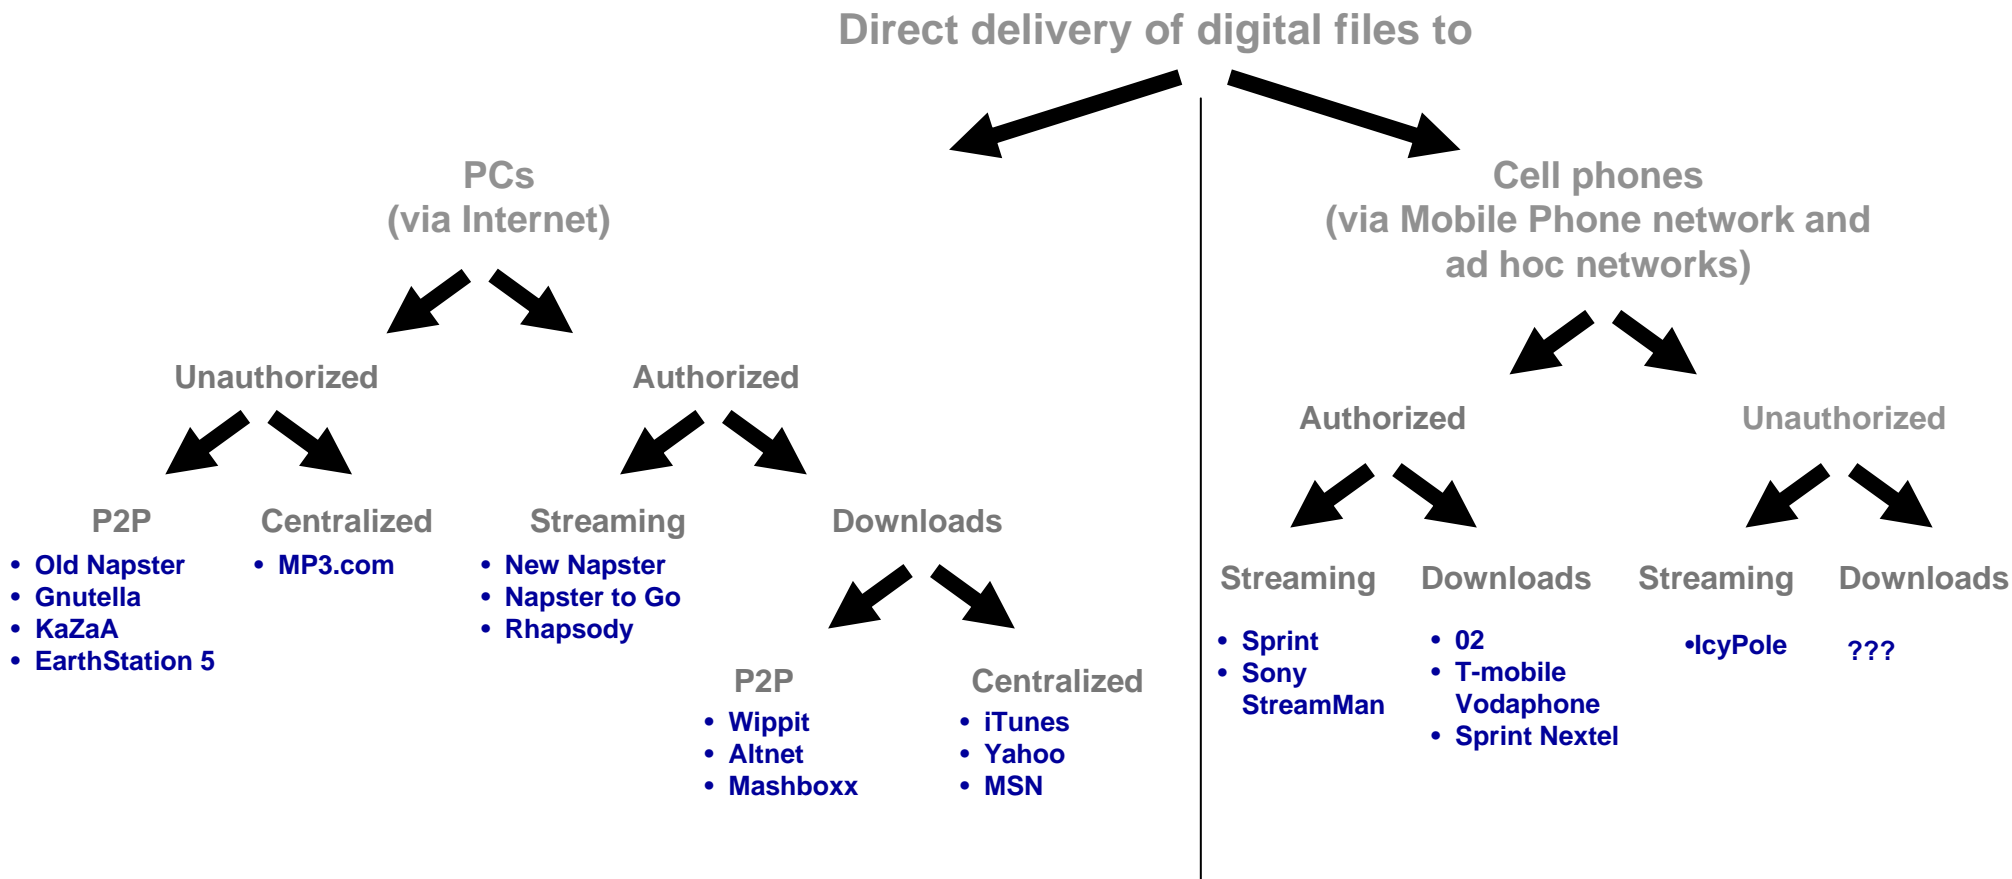 Direct delivery of digital files to
PCs
(via Internet)
Cell phones
(via Mobile Phone network and
ad hoc networks)
Unauthorized
Authorized
Authorized
Unauthorized
P2P
• Old Napster
• Gnutella
• KaZaA
• EarthStation 5
Centralized
• MP3.com
Streaming
• New Napster
• Napster to Go
• Rhapsody
Downloads
P2P
• Wippit
• Altnet
• Mashboxx
Centralized
• iTunes
• Yahoo
• MSN
Streaming
• Sprint
• Sony
StreamMan
Downloads
• 02
• T-mobile
Vodaphone
• Sprint Nextel
Streaming
•IcyPole
Downloads
???